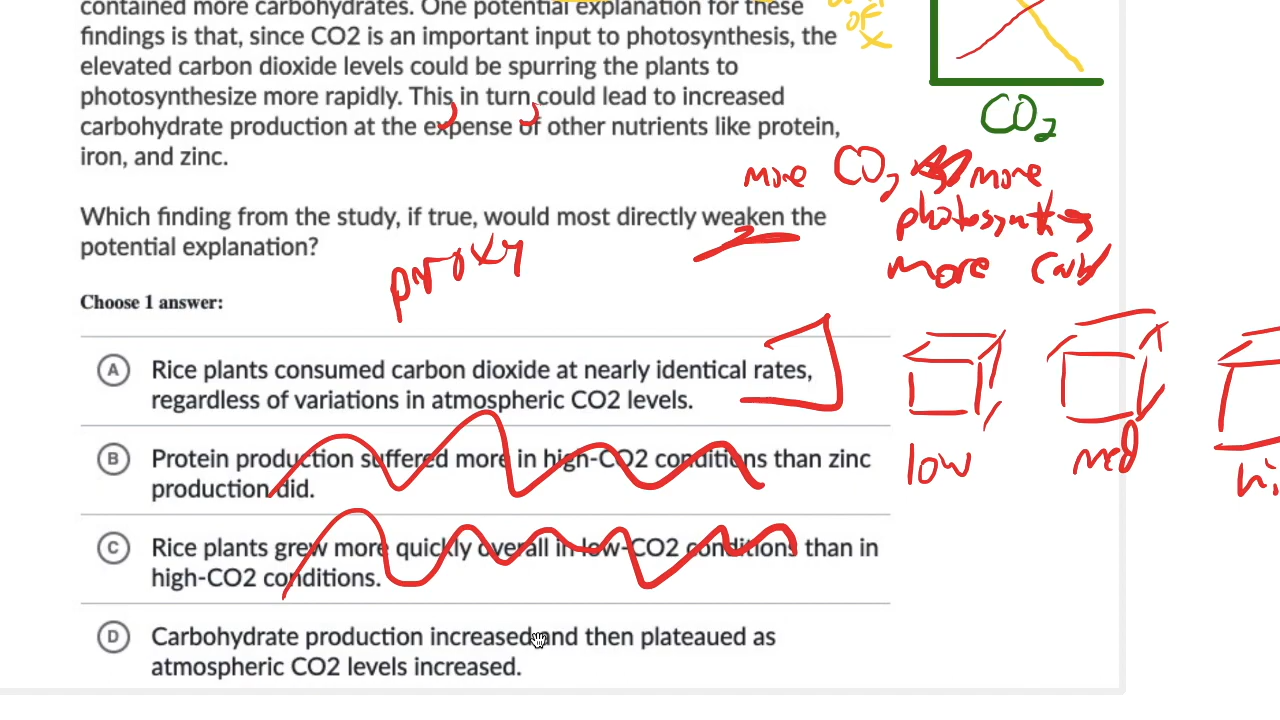 contained more carbohydrates. One potential explanation for these
findings is that, since CO2 is an important input to photosynthesis, the
elevated carbon dioxide levels could be spurring the plants to
photosynthesize more rapidly. This in turn could lead to increased
carbohydrate production at the expense of other nutrients like protein,
iron, and zinc.
OF
X
CO2
more CO2 more
photosynthes
more Carb
Which finding from the study, if true, would most directly weaken the
potential explanation?
proxy
Choose 1 answer:
A Rice plants consumed carbon dioxide at nearly identical rates,
regardless of variations in atmospheric CO2 levels.
B Protein production suffered more in high-CO2 conditions than zinc
production did.
C Rice plants grew more quickly overall in low-CO2 conditions than in
high-CO2 conditions.
D Carbohydrate production increased and then plateaued as
atmospheric CO2 levels increased.
low
med
hi